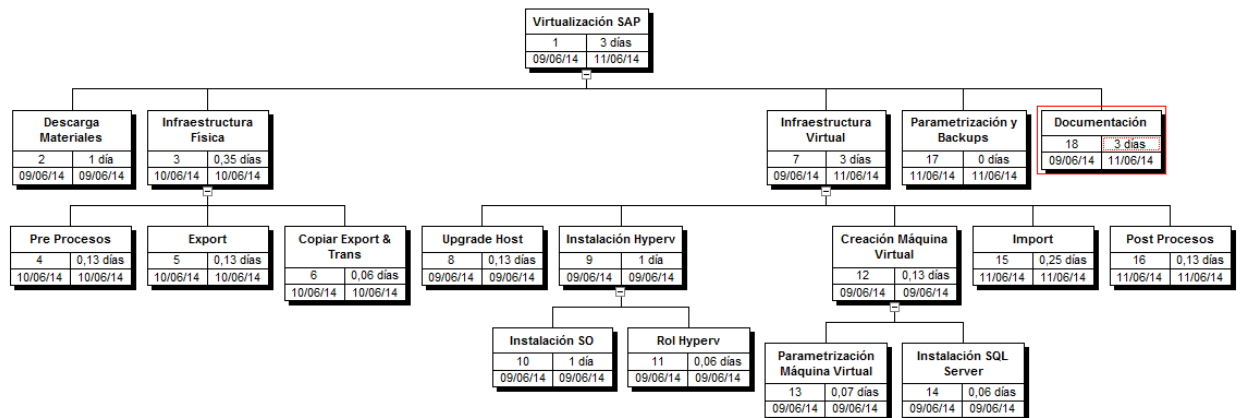 Virtualización SAP
1 3 días
09/06/14 11/06/14
Descarga
Materiales
2 1 día
09/06/14 09/06/14
Infraestructura
Física
3 0,35 días
10/06/14 10/06/14
Infraestructura
Virtual
7 3 días
09/06/14 11/06/14
Parametrización y
Backups
17 0 días
11/06/14 11/06/14
Documentación
18 3 días
09/06/14 11/06/14
Pre Procesos
4 0,13 días
10/06/14 10/06/14
Export
5 0,13 días
10/06/14 10/06/14
Copiar Export &
Trans
6 0,06 días
10/06/14 10/06/14
Upgrade Host
8 0,13 días
09/06/14 09/06/14
Instalación Hyperv
9 1 día
09/06/14 09/06/14
Creación Máquina
Virtual
12 0,13 días
09/06/14 09/06/14
Import
15 0,25 días
11/06/14 11/06/14
Post Procesos
16 0,13 días
11/06/14 11/06/14
Instalación SO
10 1 día
09/06/14 09/06/14
Rol Hyperv
11 0,06 días
09/06/14 09/06/14
Parametrización
Máquina Virtual
13 0,07 días
09/06/14 09/06/14
Instalación SQL
Server
14 0,06 días
09/06/14 09/06/14